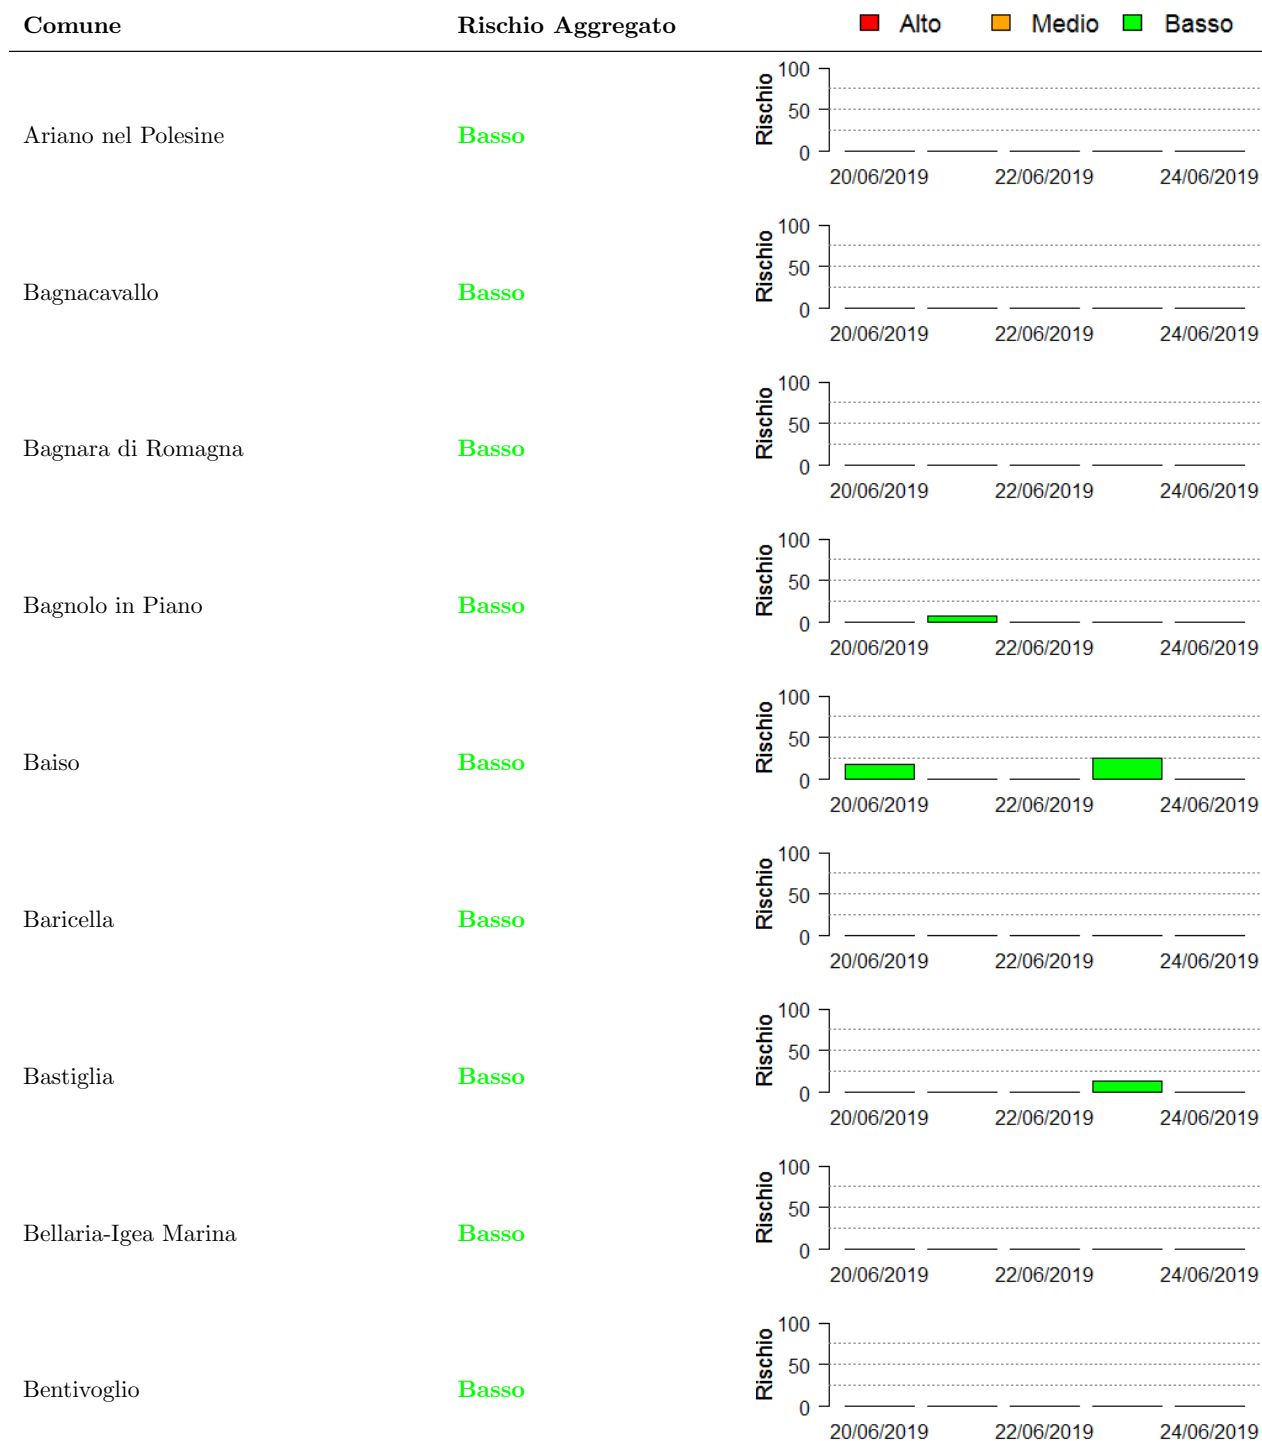 Comune Rischio Aggregato Alto Medio Basso
Ariano nel Polesine Basso
Rischio
100
50
0
20/06/2019 22/06/2019 24/06/2019
Bagnacavallo Basso
Rischio
100
50
0
20/06/2019 22/06/2019 24/06/2019
Bagnara di Romagna Basso
Rischio
100
50
0
20/06/2019 22/06/2019 24/06/2019
Bagnolo in Piano Basso
Rischio
100
50
0
20/06/2019 22/06/2019 24/06/2019
Baiso Basso
Rischio
100
50
0
20/06/2019 22/06/2019 24/06/2019
Baricella Basso
Rischio
100
50
0
20/06/2019 22/06/2019 24/06/2019
Bastiglia Basso
Rischio
100
50
0
20/06/2019 22/06/2019 24/06/2019
Bellaria-Igea Marina Basso
Rischio
100
50
0
20/06/2019 22/06/2019 24/06/2019
Bentivoglio Basso
Rischio
100
50
0
20/06/2019 22/06/2019 24/06/2019